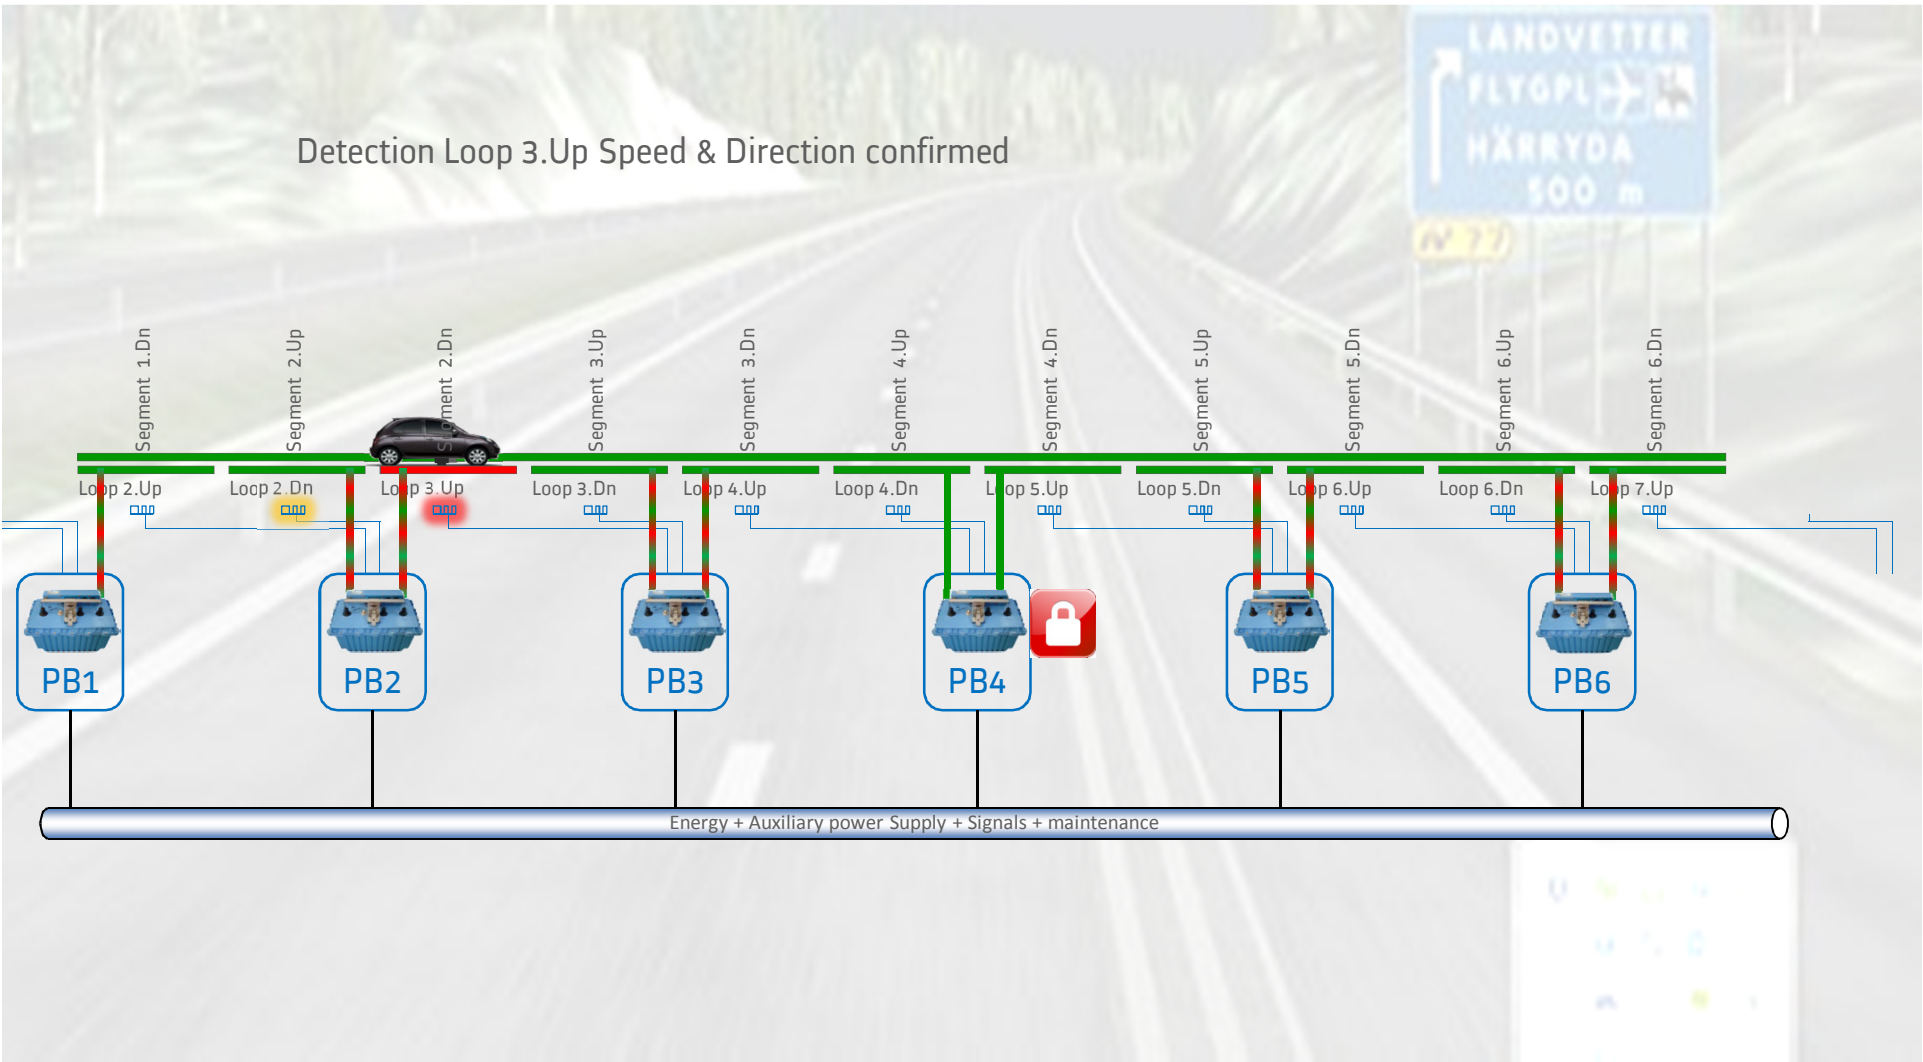 LANDVETTER
FLYGPL
HÄRRYDA
500 m
Detection Loop 3.Up Speed & Direction confirmed
Segment 1.Dn
Segment 2.Up
Segment 2.Dn
Segment 3.Up
Segment 3.Dn
Segment 4.Up
Segment 4.Dn
Segment 5.Up
Segment 5.Dn
Segment 6.Up
Segment 6.Dn
Loop 2.Up
Loop 2.Dn
Loop 3.Up
Loop 3.Dn
Loop 4.Up
Loop 4.Dn
Loop 5.Up
Loop 5.Dn
Loop 6.Up
Loop 6.Dn
Loop 7.Up
PB1
PB2
PB3
PB4
PB5
PB6
Energy + Auxiliary power Supply + Signals + maintenance